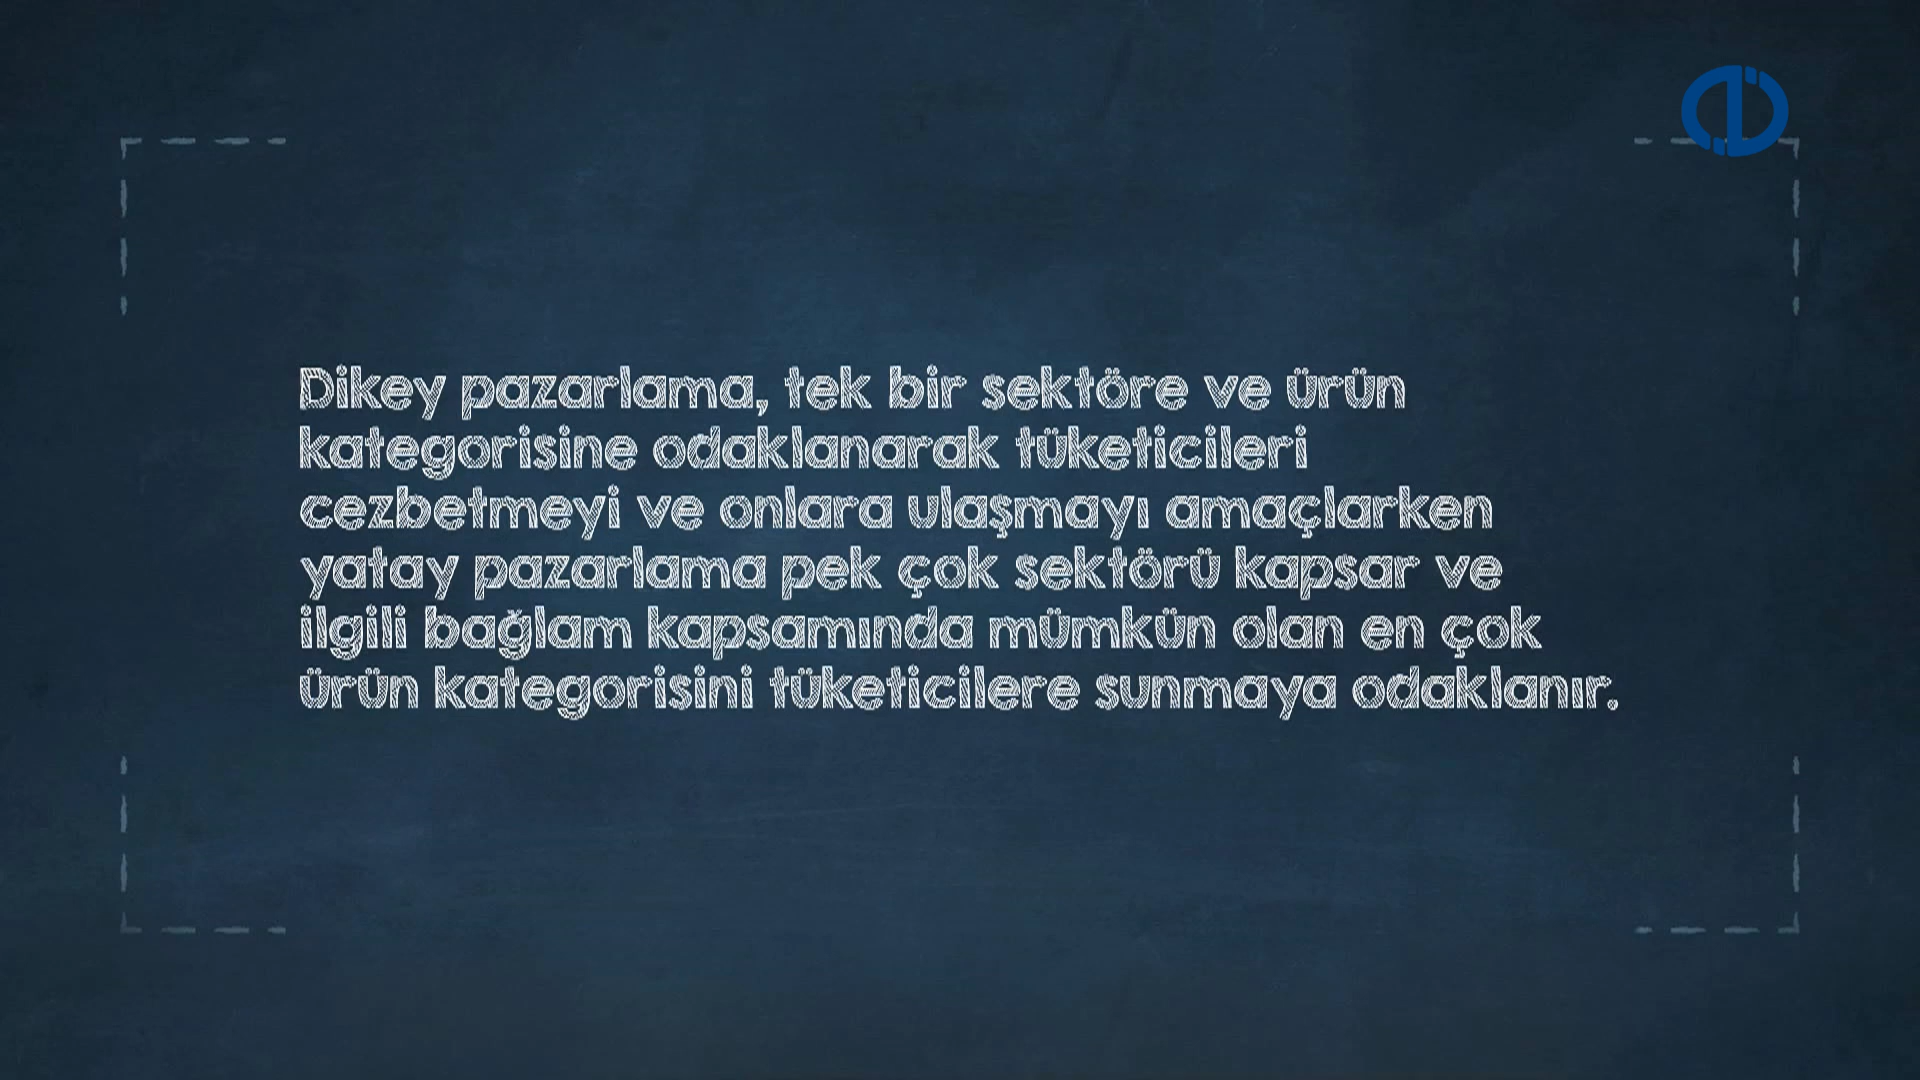 Dikey pazarlama, tek bir sektöre ve ürün
kategorisine odaklanarak tüketicileri
cezbetmeyi ve onlara ulaşmayı amaçlarken
yatay pazarlama pek çok sektörü kapsar ve
ilgili bağlam kapsamında mümkün olan en çok
ürün kategorisini tüketicilere sunmaya odaklanır.